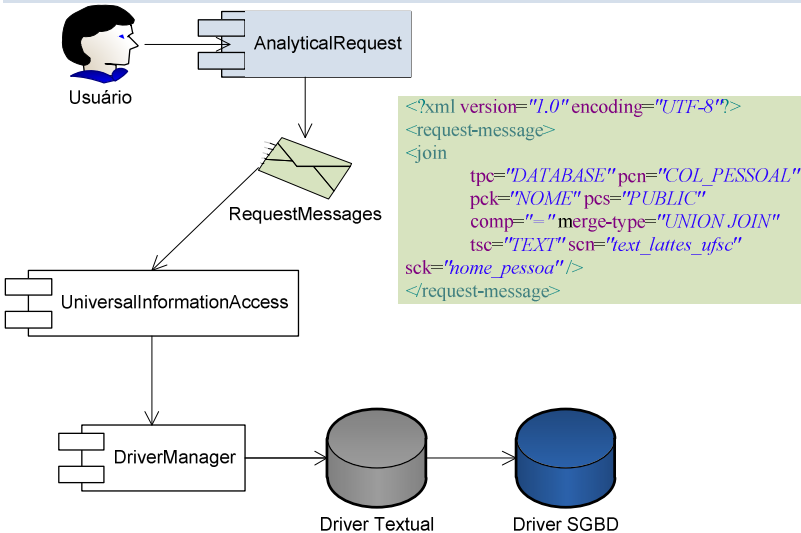 AnalyticalRequest
Usuário
<?xml version="1.0" encoding="UTF-8"?>
<request-message>
<join
tpc="DATABASE" pcn="COL_PESSOAL"
pck="NOME" pcs="PUBLIC"
comp="=" merge-type="UNION JOIN"
tsc="TEXT" scn="text_lattes_ufsc"
sck="nome_pessoa" />
</request-message>
RequestMessages
UniversalInformationAccess
DriverManager
Driver Textual
Driver SGBD